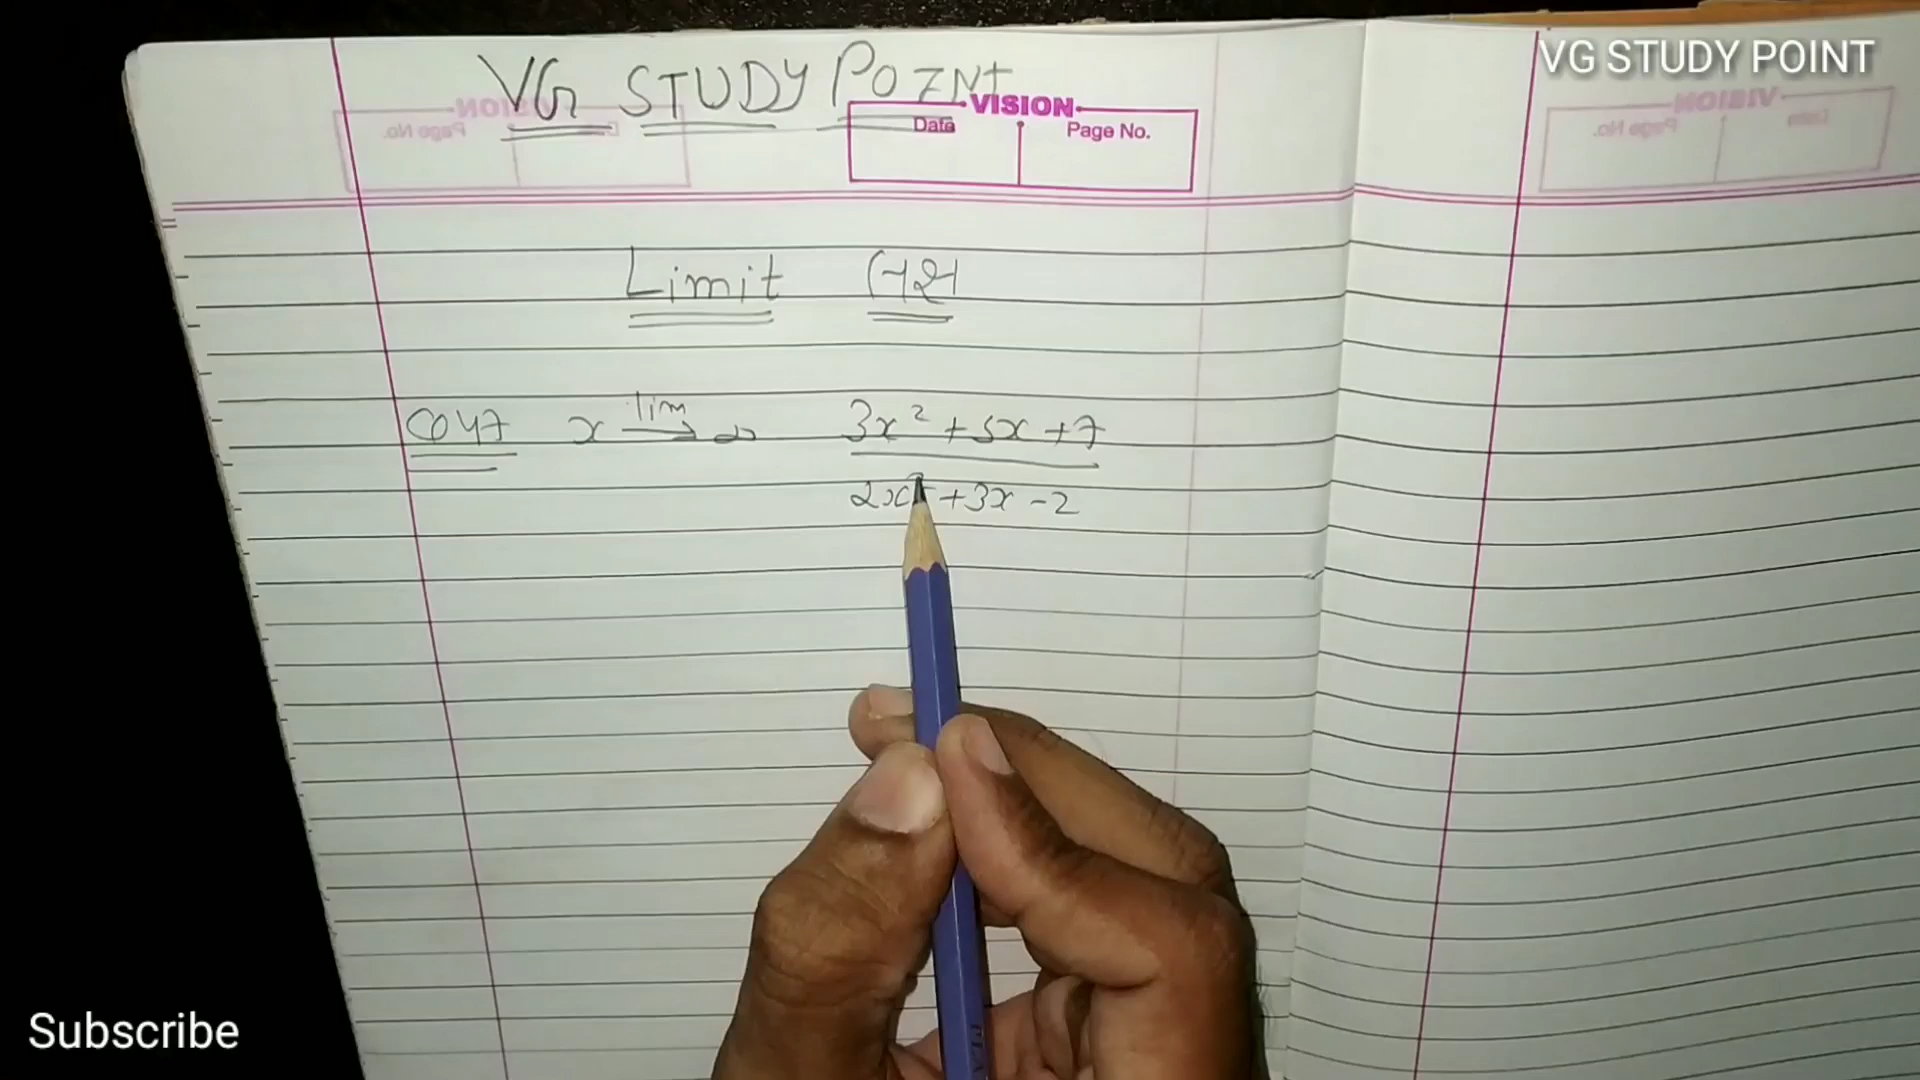 VG STUDY POINT
VG STUDY POINT
VISION
Date
Page No.
Limit
lim
x → ∞
3x² + 5x + 7
2x² + 3x - 2
Subscribe